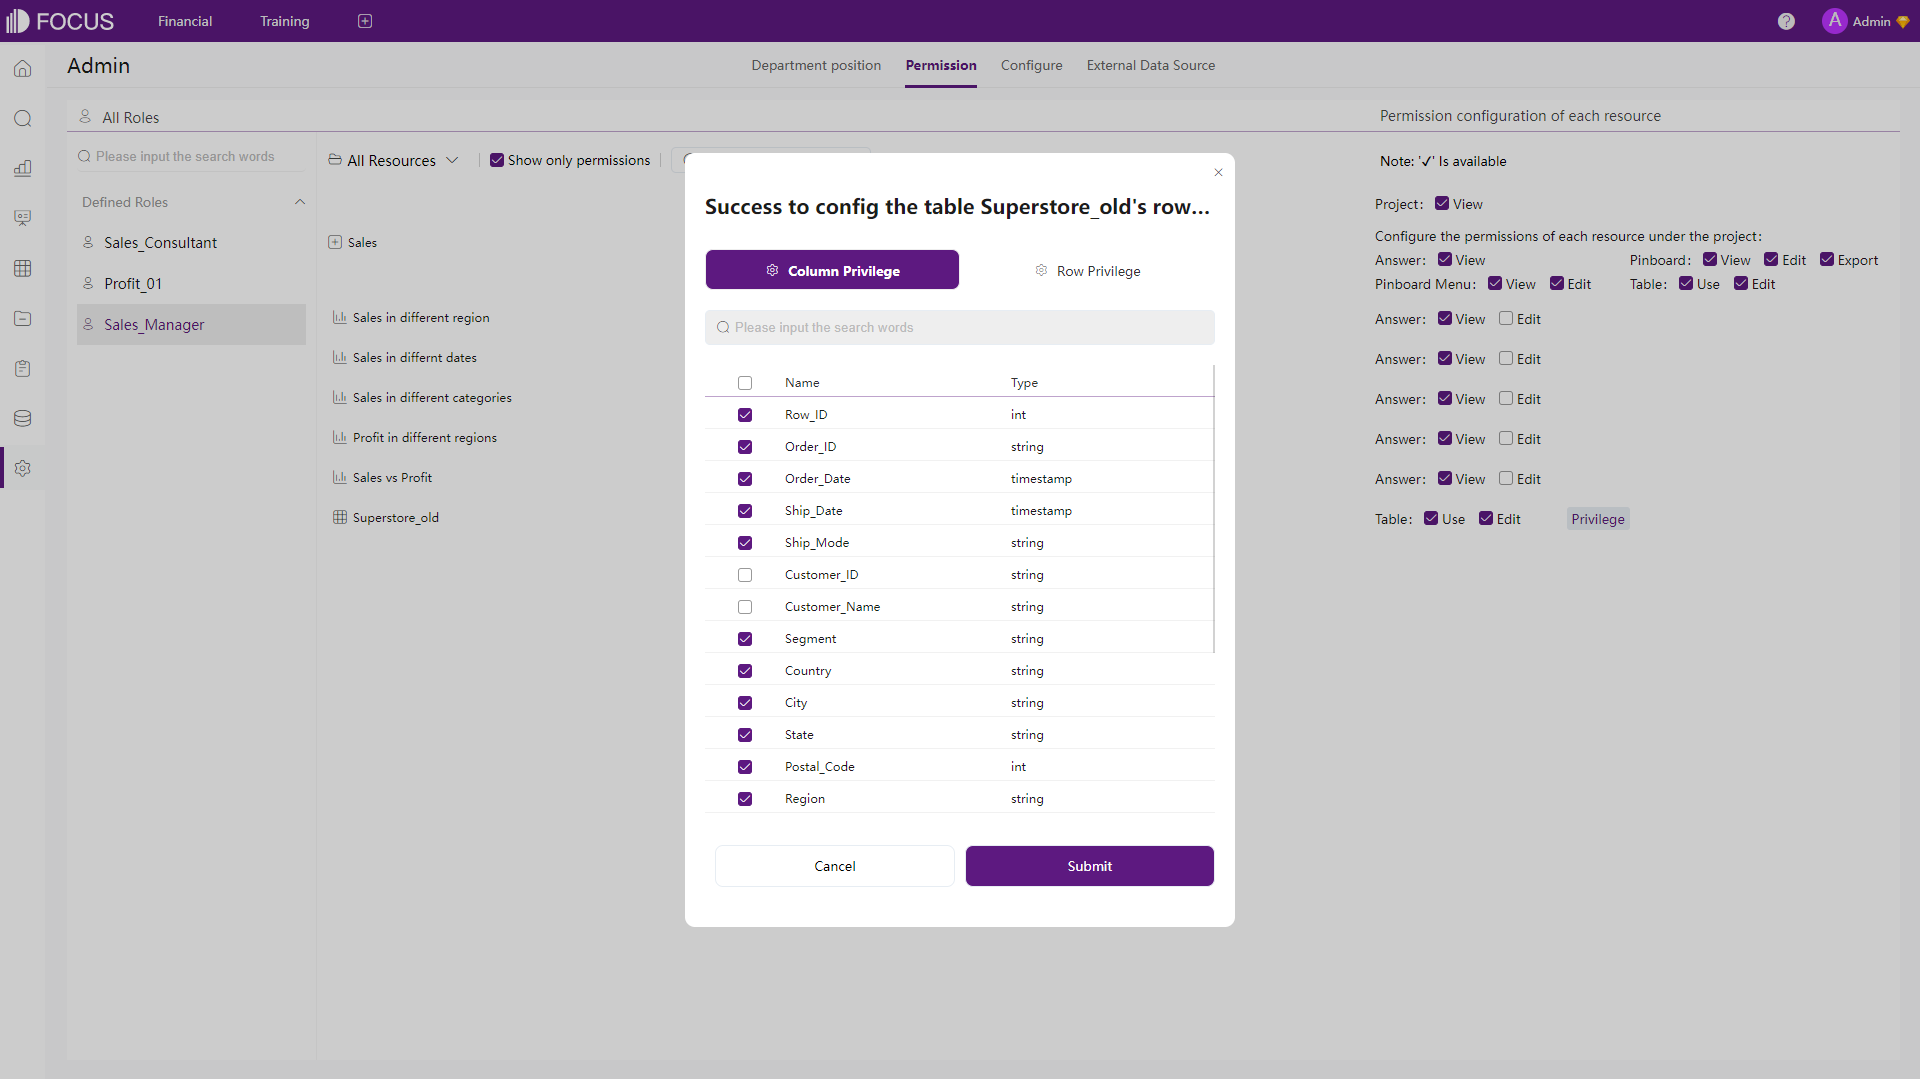 FOCUS
Financial
Training
A
Admin
Admin
Department position
Permission
Configure
External Data Source
All Roles
Permission configuration of each resource
Please input the search words
All Resources
Show only permissions
Note: '✓' Is available
Defined Roles
Sales_Consultant
Profit_01
Sales_Manager
Sales
Sales in different region
Sales in differnt dates
Sales in different categories
Profit in different regions
Sales vs Profit
Superstore_old
Success to config the table Superstore_old's row...
Column Privilege
Row Privilege
Please input the search words
Name Type
Row_ID int
Order_ID string
Order_Date timestamp
Ship_Date timestamp
Ship_Mode string
Customer_ID string
Customer_Name string
Segment string
Country string
City string
State string
Postal_Code int
Region string
Cancel
Submit
Project: View
Configure the permissions of each resource under the project:
Answer: View Pinboard: View Edit Export
Pinboard Menu: View Edit Table: Use Edit
Answer: View Edit
Answer: View Edit
Answer: View Edit
Answer: View Edit
Answer: View Edit
Table: Use Edit Privilege